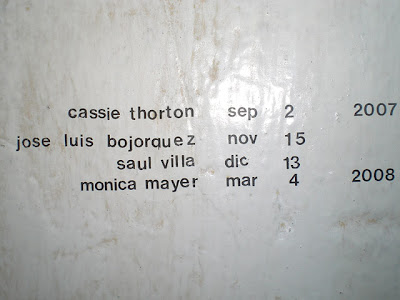 cassie thorton sep 2 2007
jose luis bojorquez nov 15
saul villa dic 13
monica mayer mar 4 2008